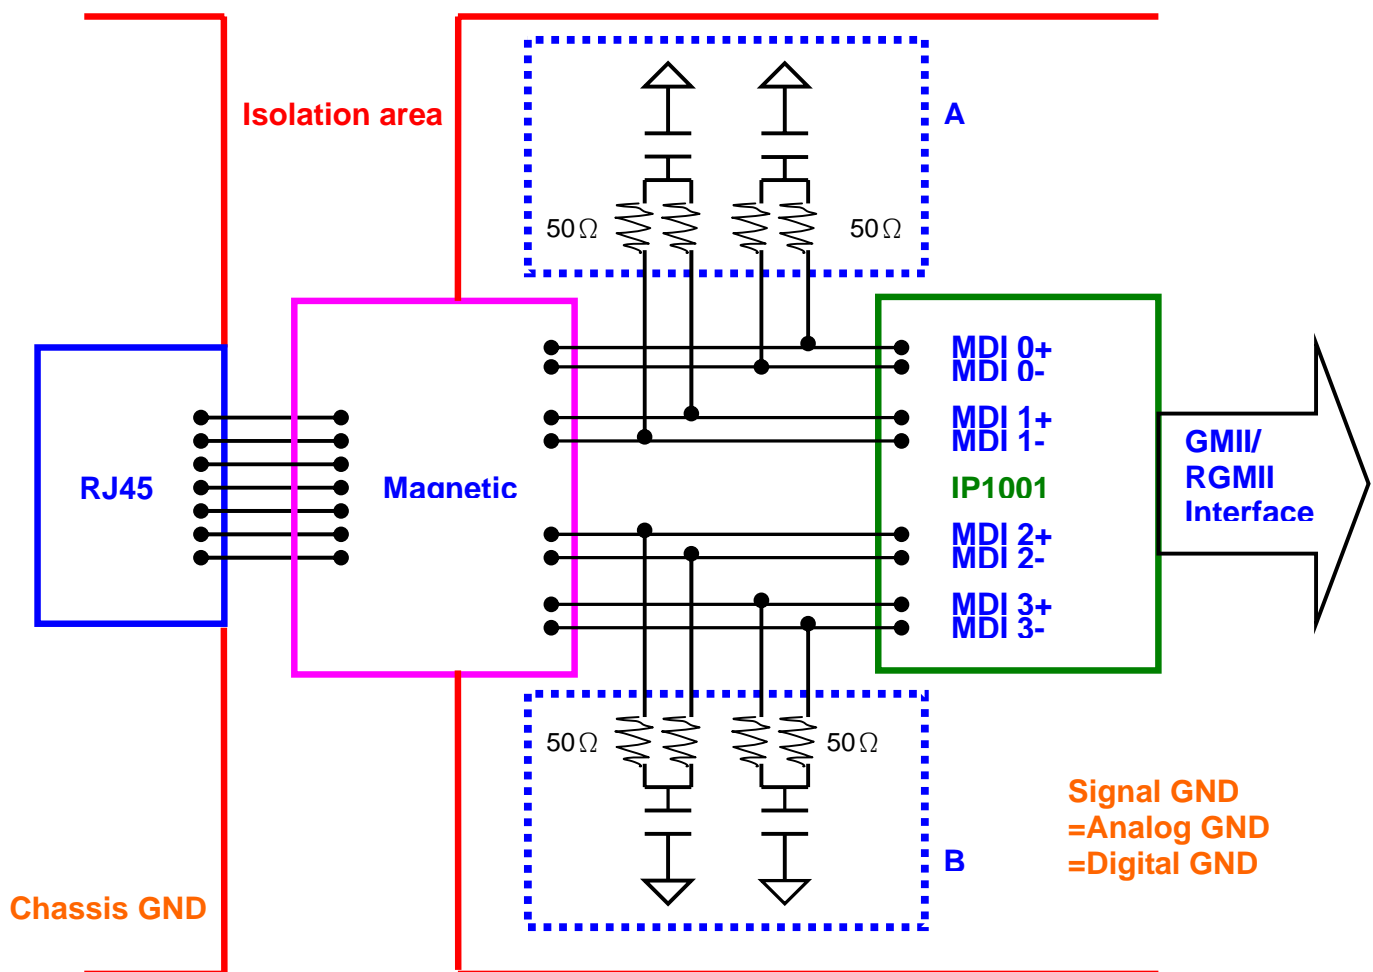 Isolation area
A
50Ω
50Ω
MDI 0+
MDI 0-
MDI 1+
MDI 1-
RJ45
Magnetic
IP1001
GMII/
RGMII
Interface
MDI 2+
MDI 2-
MDI 3+
MDI 3-
50Ω
50Ω
Signal GND
=Analog GND
=Digital GND
B
Chassis GND